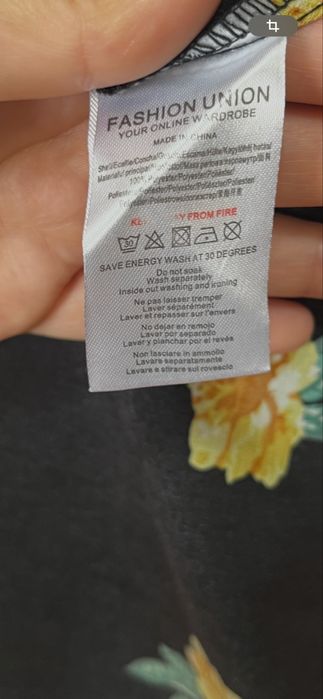 FASHION UNION
YOUR ONLINE WARDROBE
MADE IN CHINA
100% Polyester/Polyester/Poliéster
Y FROM FIRE
30
SAVE ENERGY WASH AT 30 DEGREES
Do not soak
Wash separately
Inside out washing and ironing
Ne pas laisser tremper
Laver séparément
Laver et repasser sur l'envers
No dejar en remojo
Lavar por separado
Lavar y planchar por el revés
Non lasciare in ammollo
Lavare separatamente
Lavare e stirare sul rovescio